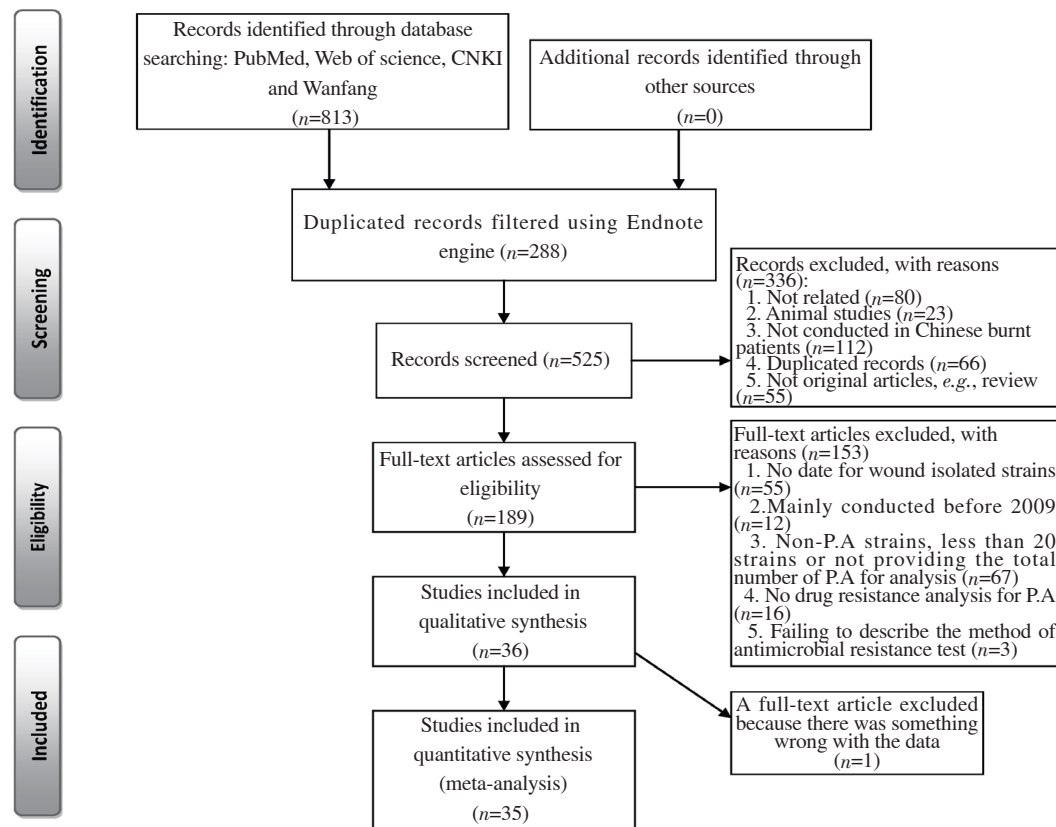 Identification
Records identified through database
searching: PubMed, Web of science, CNKI
and Wanfang
(n=813)
Additional records identified through
other sources
(n=0)
Duplicated records filtered using Endnote
engine (n=288)
Screening
Records screened (n=525)
Records excluded, with reasons
(n=336):
1. Not related (n=80)
2. Animal studies (n=23)
3. Not conducted in Chinese burnt
patients (n=112)
4. Duplicated records (n=66)
5. Not original articles, e.g., review
(n=55)
Eligibility
Full-text articles assessed for
eligibility
(n=189)
Full-text articles excluded, with
reasons (n=153)
1. No date for wound isolated strains
(n=55)
2.Mainly conducted before 2009
(n=12)
3. Non-P.A strains, less than 20
strains or not providing the total
number of P.A for analysis (n=67)
4. No drug resistance analysis for P.A
(n=16)
5. Failing to describe the method of
antimicrobial resistance test (n=3)
Studies included in
qualitative synthesis
(n=36)
Included
A full-text article excluded
because there was something
wrong with the data
(n=1)
Studies included in
quantitative synthesis
(meta-analysis)
(n=35)